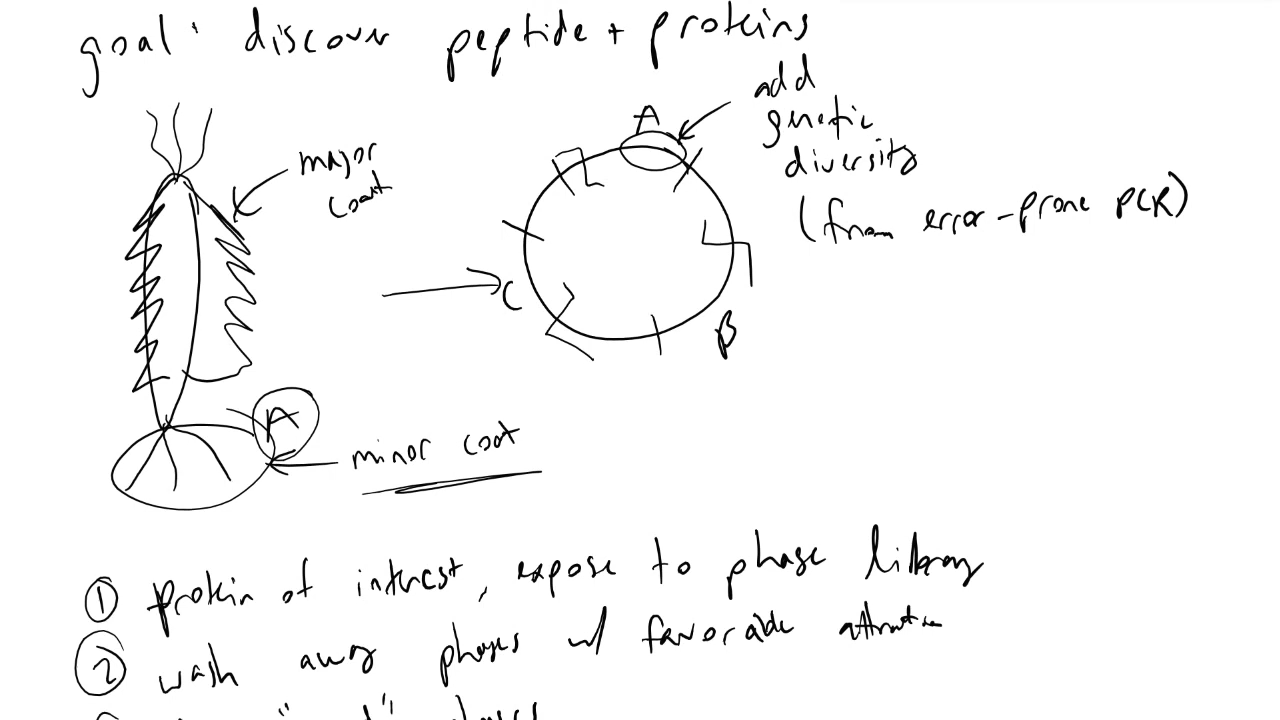 goal: discover peptide + proteins
major
coat
A
add
genetic
diversity
(from error-prone PCR)
C
B
A
minor coat
① protein of interest, expose to phage library
② wash away phages w/ favorable attraction